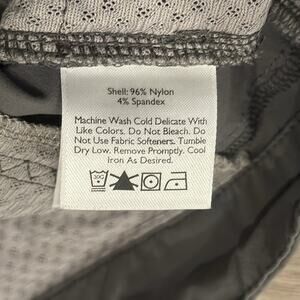 Shell: 96% Nylon
4% Spandex
Machine Wash Cold Delicate With
Like Colors. Do Not Bleach. Do
Not Use Fabric Softeners. Tumble
Dry Low. Remove Promptly. Cool
Iron As Desired.